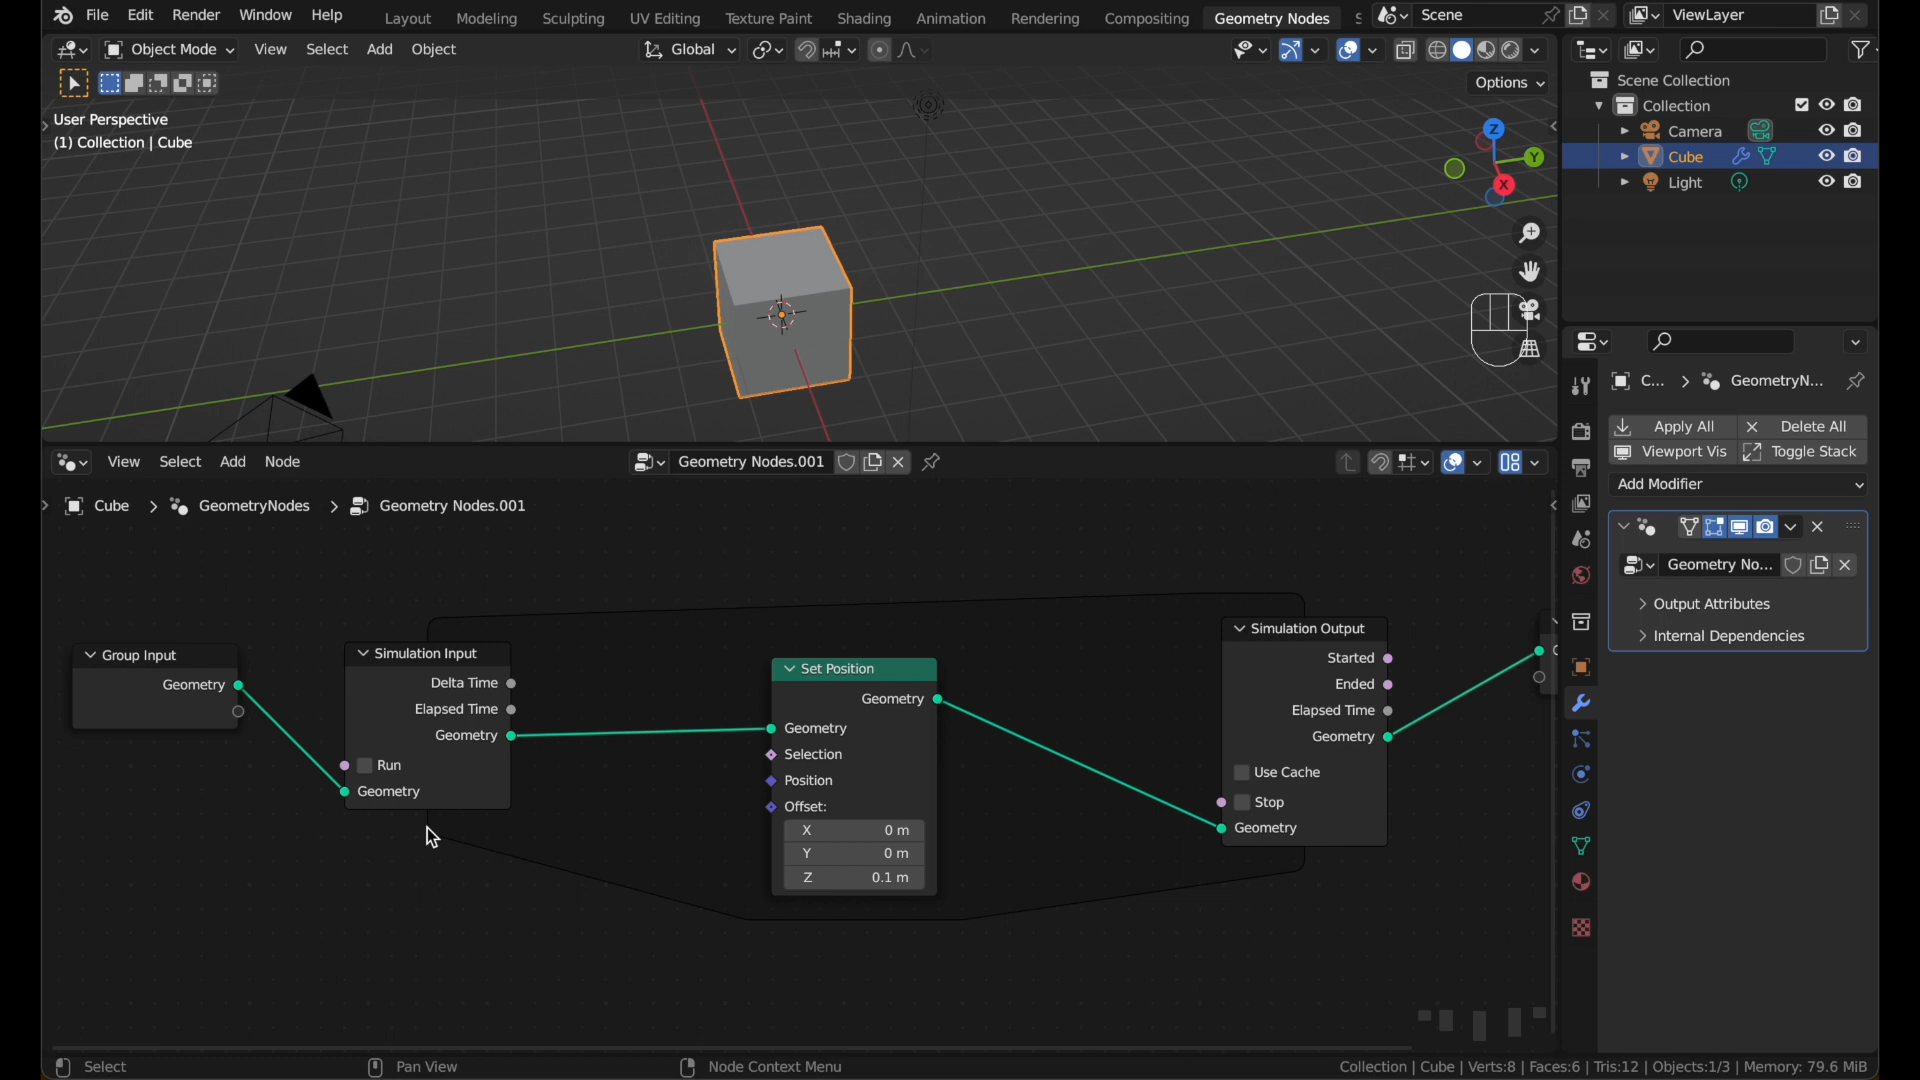 File Edit Render Window Help Layout Modeling Sculpting UV Editing Texture Paint Shading Animation Rendering Compositing Geometry Nodes S Scene ViewLayer
Object Mode View Select Add Object Global
Options
User Perspective
(1) Collection | Cube
Z
Y
X
Scene Collection
Collection
Camera
Cube
Light
C... GeometryN...
Apply All Delete All
Viewport Vis Toggle Stack
Add Modifier
Geometry No...
Output Attributes
Internal Dependencies
View Select Add Node Geometry Nodes.001
Cube GeometryNodes Geometry Nodes.001
Group Input
Geometry
Simulation Input
Delta Time
Elapsed Time
Geometry
Run
Geometry
Set Position
Geometry
Geometry
Selection
Position
Offset:
X 0 m
Y 0 m
Z 0.1 m
Simulation Output
Started
Ended
Elapsed Time
Geometry
Use Cache
Stop
Geometry
Select Pan View Node Context Menu Collection | Cube | Verts:8 | Faces:6 | Tris:12 | Objects:1/3 | Memory: 79.6 MiB